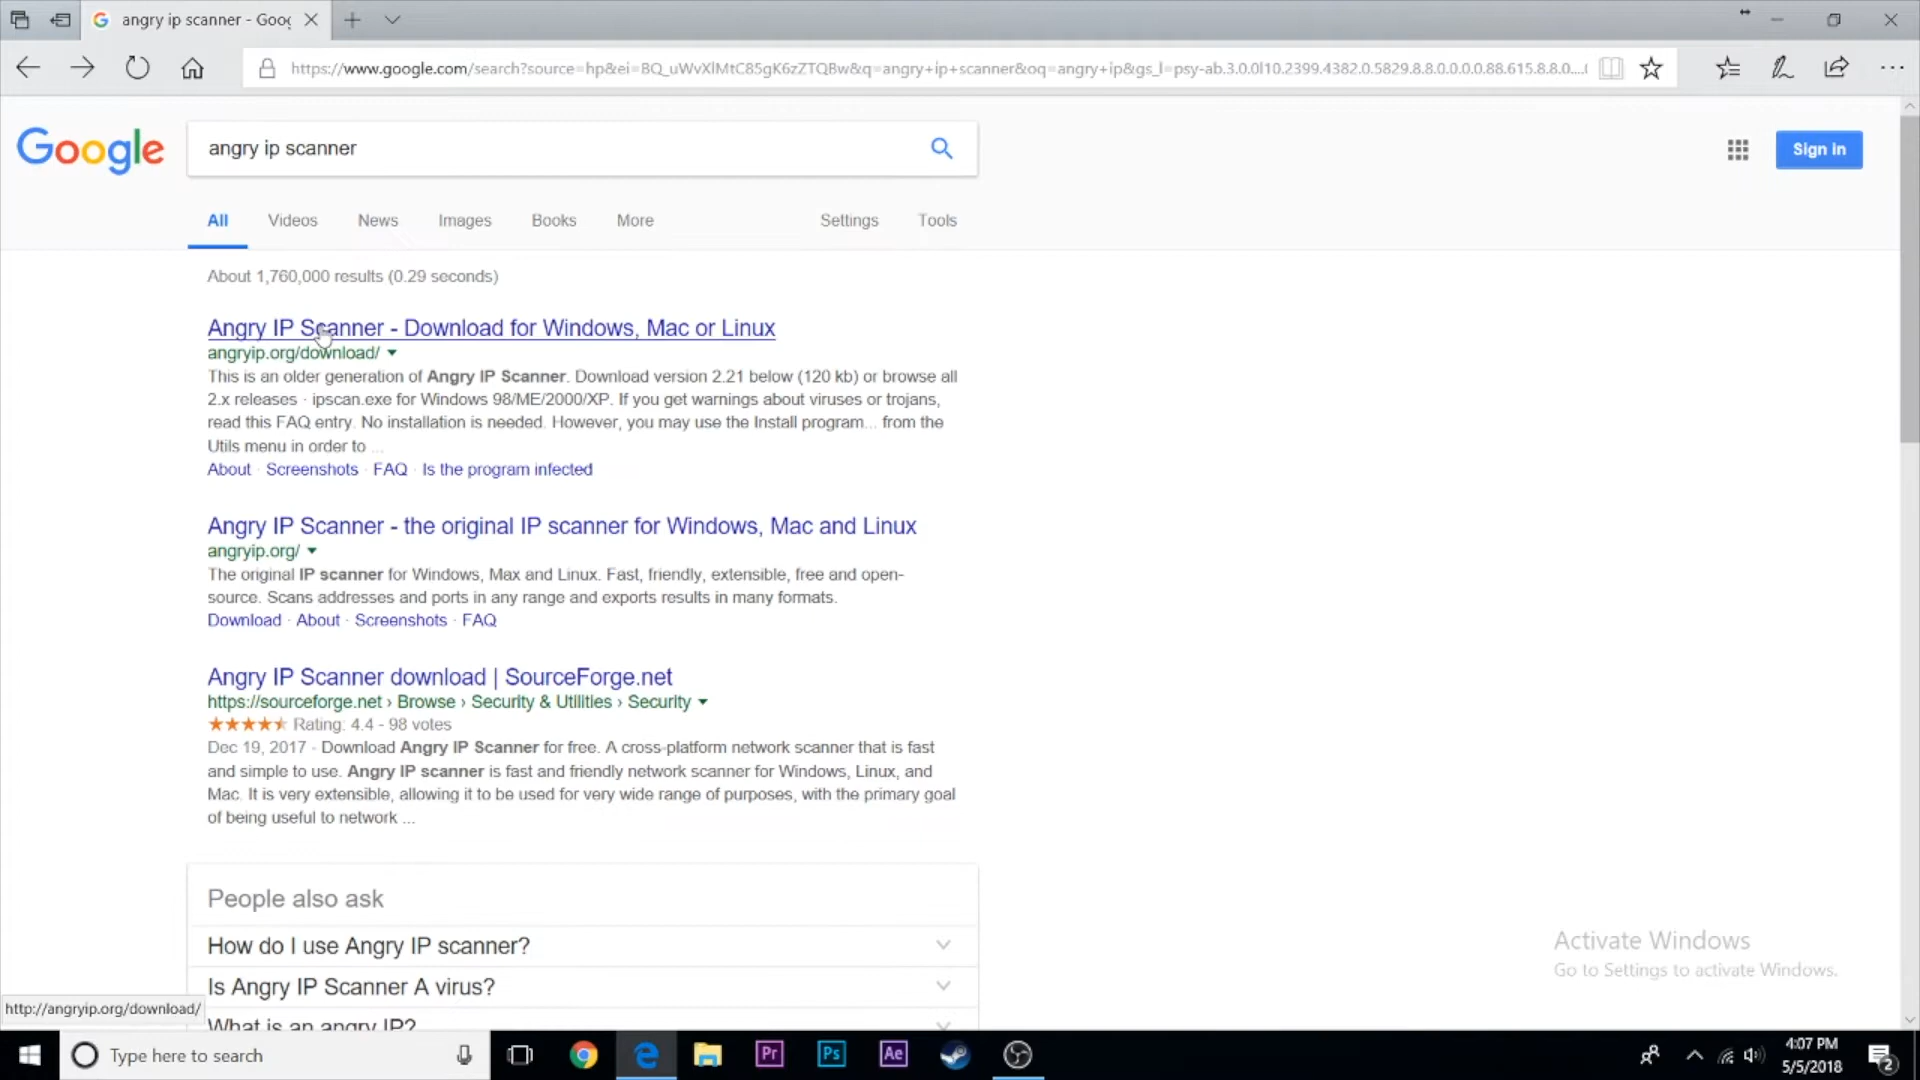 angry ip scanner - Goog
https://www.google.com/search?source=hp&ei=BQ_uWvXlMtC85gK6zZTQBw&q=angry+ip+scanner&oq=angry+ip&gs_l=psy-ab.3.0.0l10.2399.4382.0.5829.8.8.0.0.0.0.88.615.8.8.0....0
Google
angry ip scanner
Sign in
All Videos News Images Books More Settings Tools
About 1,760,000 results (0.29 seconds)
Angry IP Scanner - Download for Windows, Mac or Linux
angryip.org/download/
This is an older generation of Angry IP Scanner. Download version 2.21 below (120 kb) or browse all
2.x releases · ipscan.exe for Windows 98/ME/2000/XP. If you get warnings about viruses or trojans,
read this FAQ entry. No installation is needed. However, you may use the Install program... from the
Utils menu in order to ...
About · Screenshots · FAQ · Is the program infected
Angry IP Scanner - the original IP scanner for Windows, Mac and Linux
angryip.org/
The original IP scanner for Windows, Max and Linux. Fast, friendly, extensible, free and open-
source. Scans addresses and ports in any range and exports results in many formats.
Download · About · Screenshots · FAQ
Angry IP Scanner download | SourceForge.net
https://sourceforge.net › Browse › Security & Utilities › Security
Rating: 4.4 - 98 votes
Dec 19, 2017 - Download Angry IP Scanner for free. A cross-platform network scanner that is fast
and simple to use. Angry IP scanner is fast and friendly network scanner for Windows, Linux, and
Mac. It is very extensible, allowing it to be used for very wide range of purposes, with the primary goal
of being useful to network ...
People also ask
How do I use Angry IP scanner?
Is Angry IP Scanner A virus?
What is an angry IP?
Activate Windows
Go to Settings to activate Windows.
http://angryip.org/download/
Type here to search
Pr
Ps
Ae
4:07 PM
5/5/2018
2